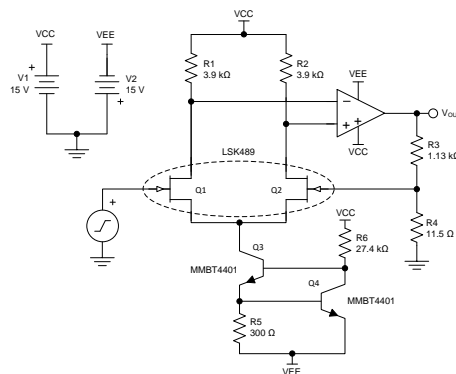 VCC
VCC
VEE
+
V1
15 V
V2
15 V
+
R1
3.9 kΩ
R2
3.9 kΩ
VEE
−
+
+
VCC
V
R3
1.13 kΩ
LSK489
Q1
Q2
+
R4
11.5 Ω
VCC
R6
27.4 kΩ
Q3
MMBT4401
Q4
MMBT4401
R5
300 Ω
VEE